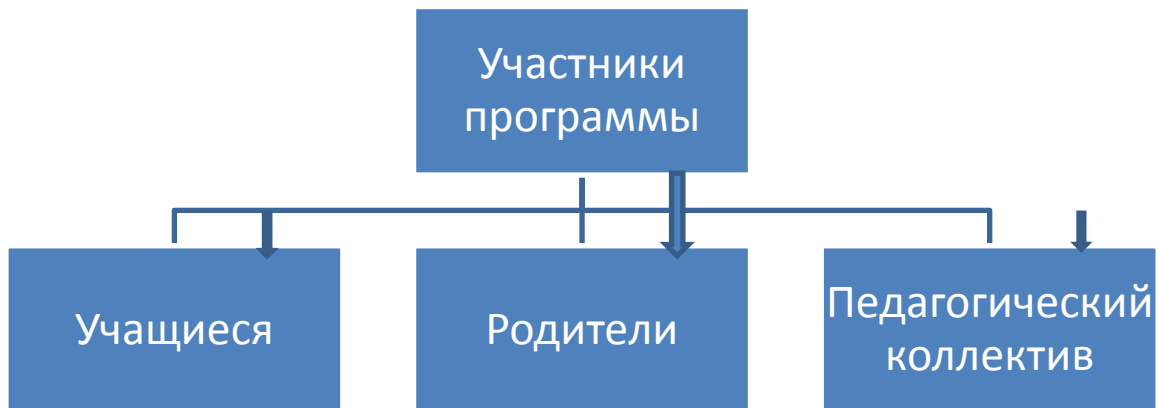 Участники
программы
Учащиеся
Родители
Педагогический
коллектив